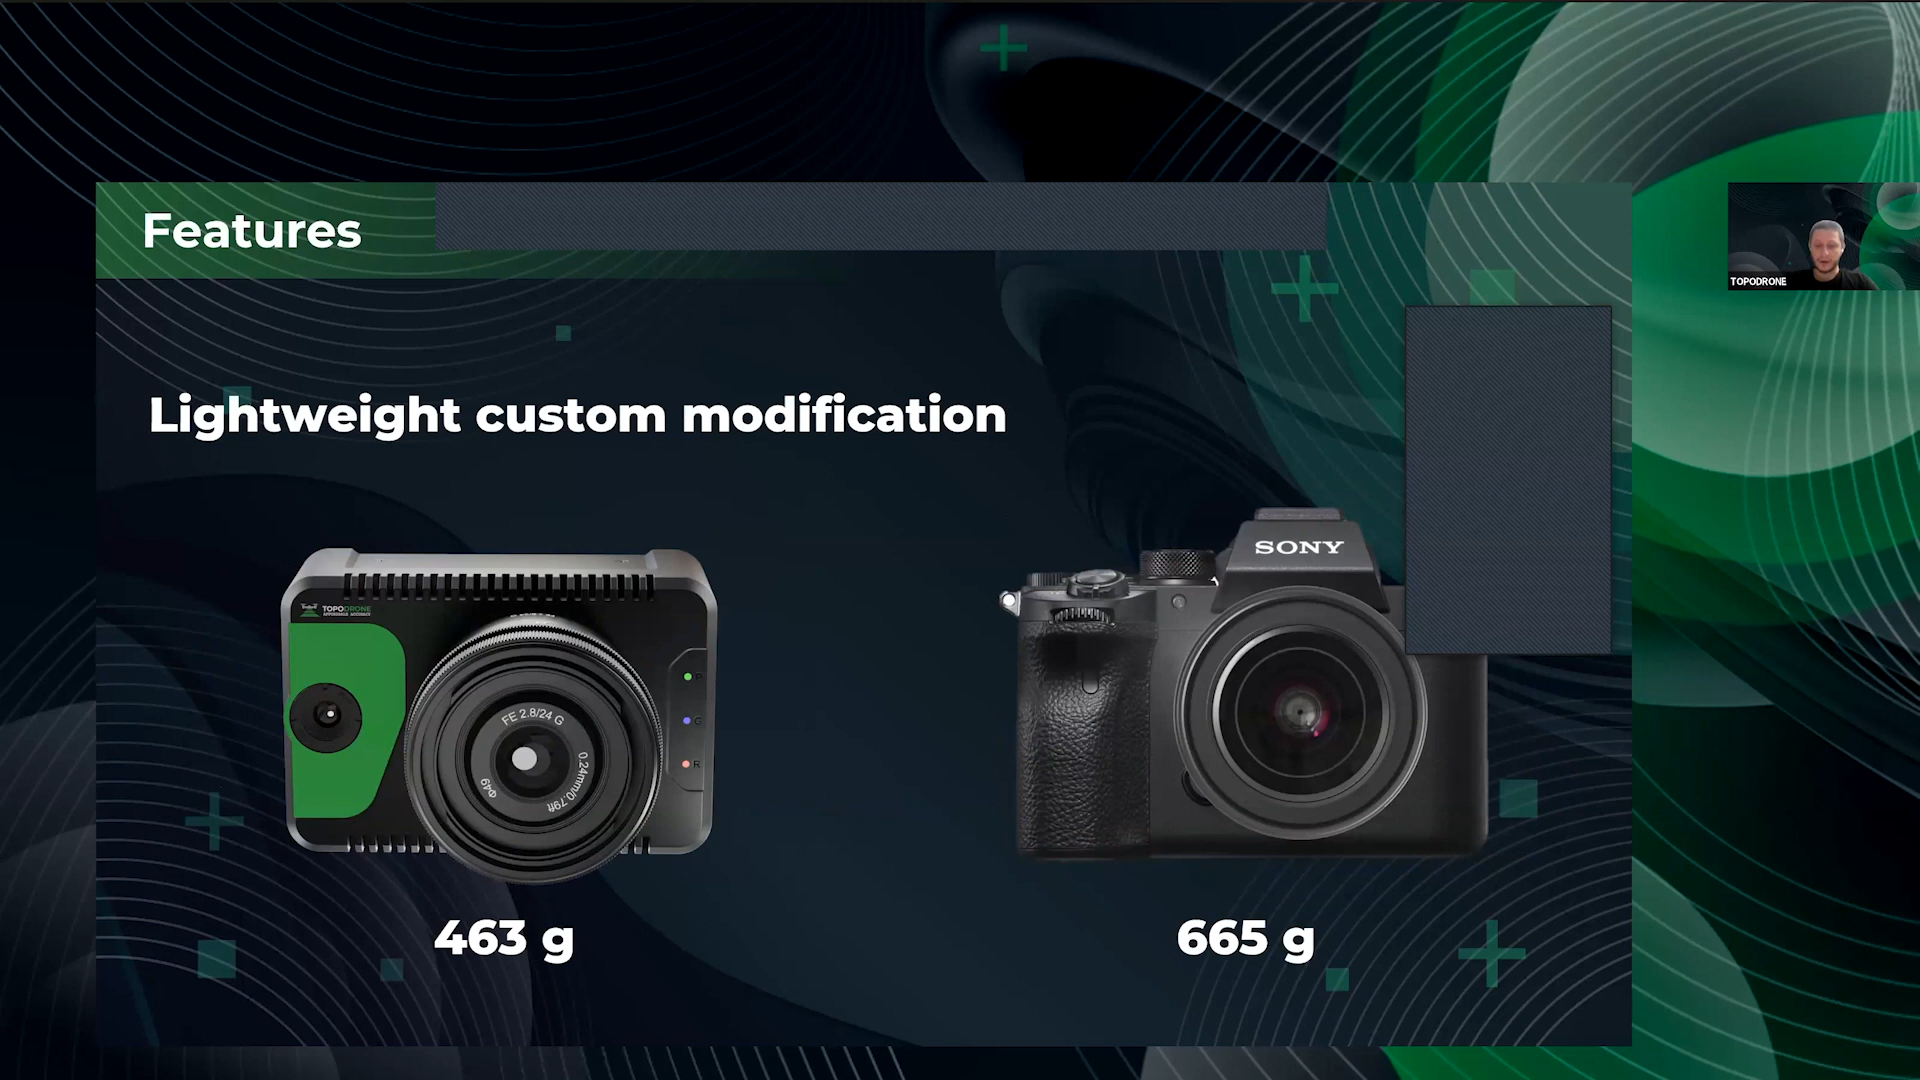 Features
TOPODRONE
Lightweight custom modification
SONY
TOPODRONE
FE 2.8/24 G
0.24m/0.79ft
Φ49
G
R
463 g
665 g